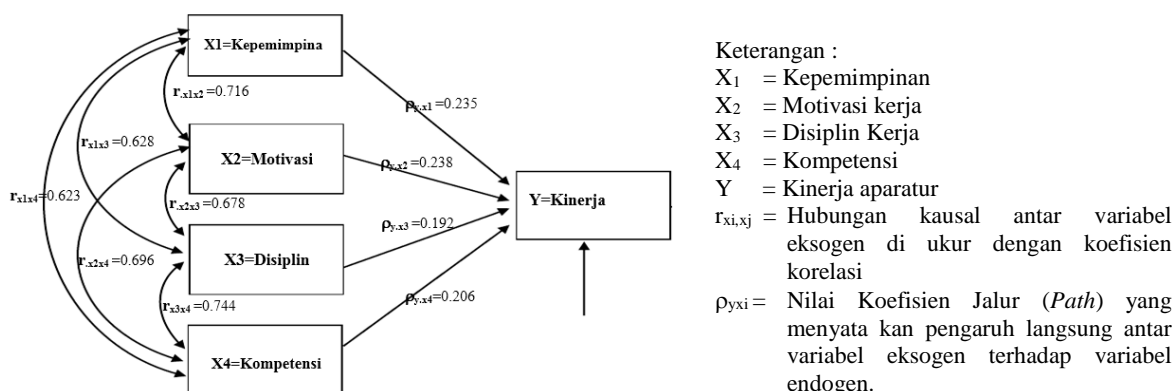 X1=Kepemimpina
r.x1x2 =0.716
ρy.x1=0.235
rx1x3 =0.628
X2=Motivasi
ρy.x2=0.238
rx1x4=0.623
r.x2x3 =0.678
Y=Kinerja
ρy.x3=0.192
X3=Disiplin
r.x2x4=0.696
rx3x4=0.744
ρy.x4=0.206
X4=Kompetensi
Keterangan :
X1 = Kepemimpinan
X2 = Motivasi kerja
X3 = Disiplin Kerja
X4 = Kompetensi
Y = Kinerja aparatur
rxi,xj = Hubungan kausal antar variabel
eksogen di ukur dengan koefisien
korelasi
ρyxi = Nilai Koefisien Jalur (Path) yang
menyata kan pengaruh langsung antar
variabel eksogen terhadap variabel
endogen.